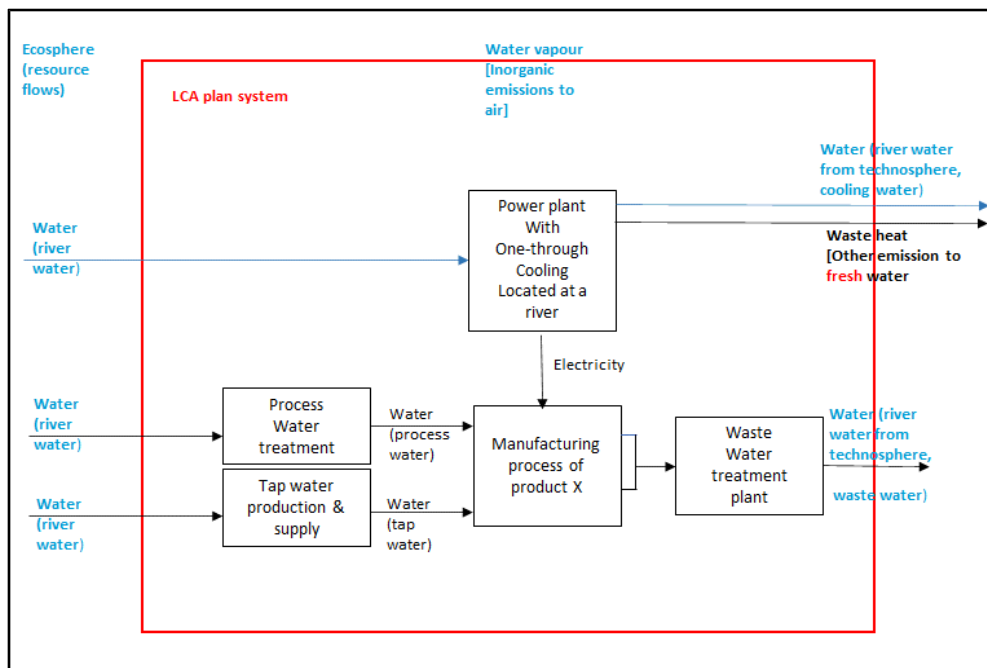 Ecosphere
(resource
flows)
Water vapour
[Inorganic
emissions to
air]
LCA plan system
Water (river water
from technosphere,
cooling water)
Water
(river
water)
Power plant
With
One-through
Cooling
Located at a
river
Waste heat
[Other emission to
fresh water
Electricity
Water
(river
water)
Process
Water
treatment
Water
(process
water)
Manufacturing
process of
product X
Waste
Water
treatment
plant
Water (river
water from
technosphere,
waste water)
Water
(river
water)
Tap water
production &
supply
Water
(tap
water)